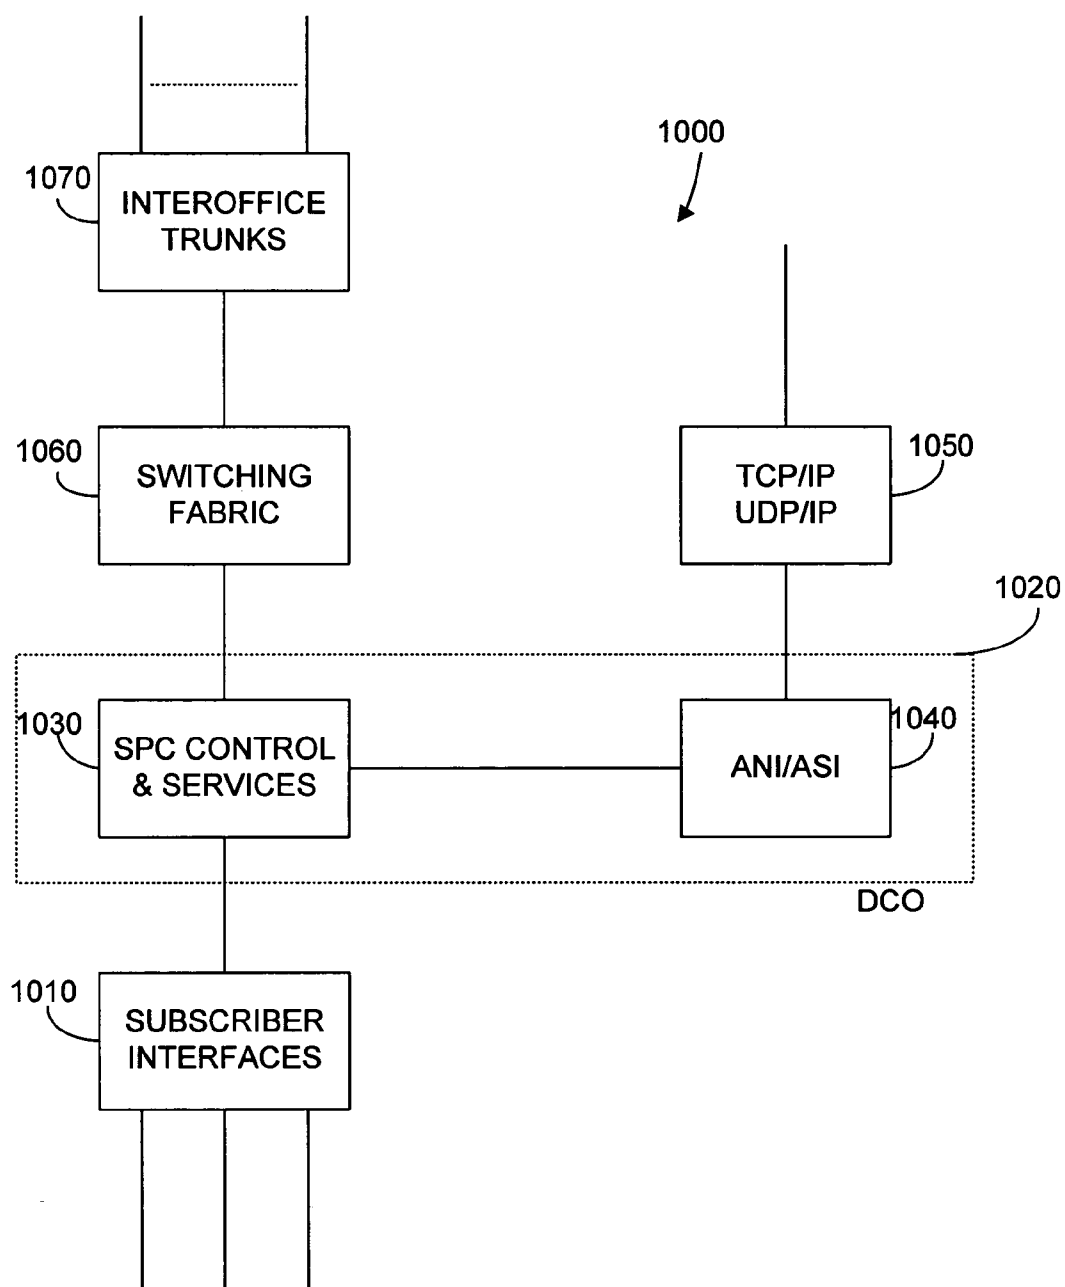 1000
1070
INTEROFFICE
TRUNKS
1060
SWITCHING
FABRIC
1050
TCP/IP
UDP/IP
1020
1030
SPC CONTROL
& SERVICES
1040
ANI/ASI
DCO
1010
SUBSCRIBER
INTERFACES